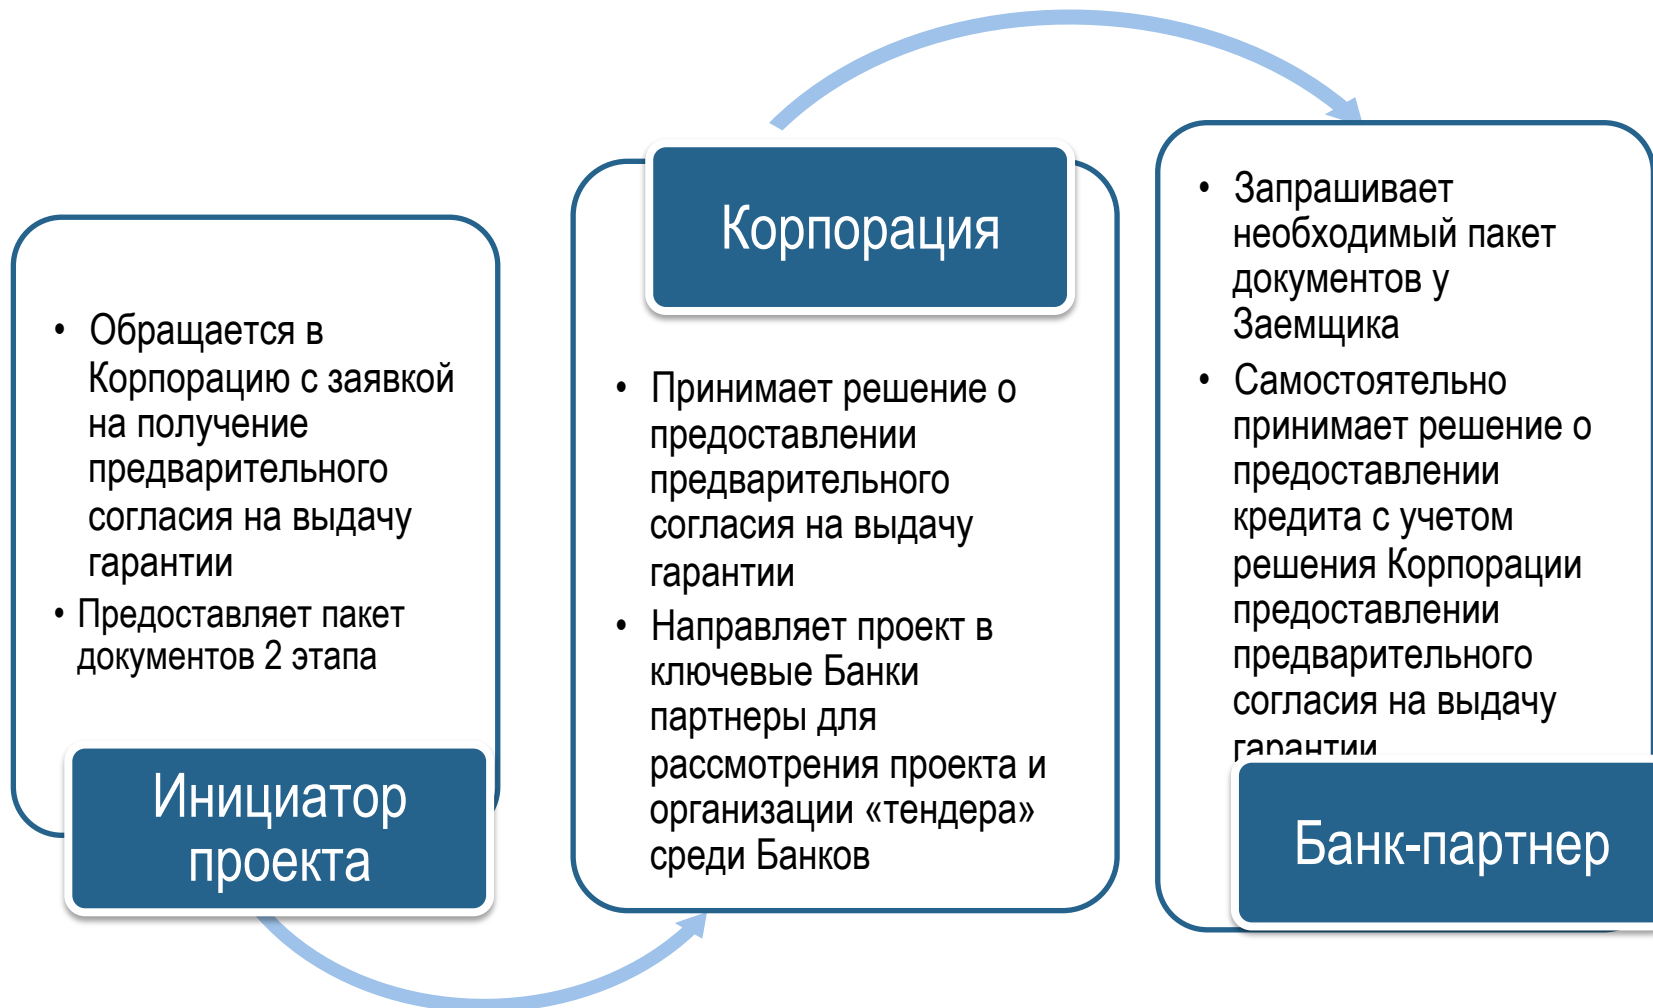 • Обращается в
Корпорацию с заявкой
на получение
предварительного
согласия на выдачу
гарантии
• Предоставляет пакет
документов 2 этапа
Инициатор
проекта
Корпорация
• Принимает решение о
предоставлении
предварительного
согласия на выдачу
гарантии
• Направляет проект в
ключевые Банки
партнеры для
рассмотрения проекта и
организации «тендера»
среди Банков
• Запрашивает
необходимый пакет
документов у
Заемщика
• Самостоятельно
принимает решение о
предоставлении
кредита с учетом
решения Корпорации
предоставлении
предварительного
согласия на выдачу
гарантии
Банк-партнер